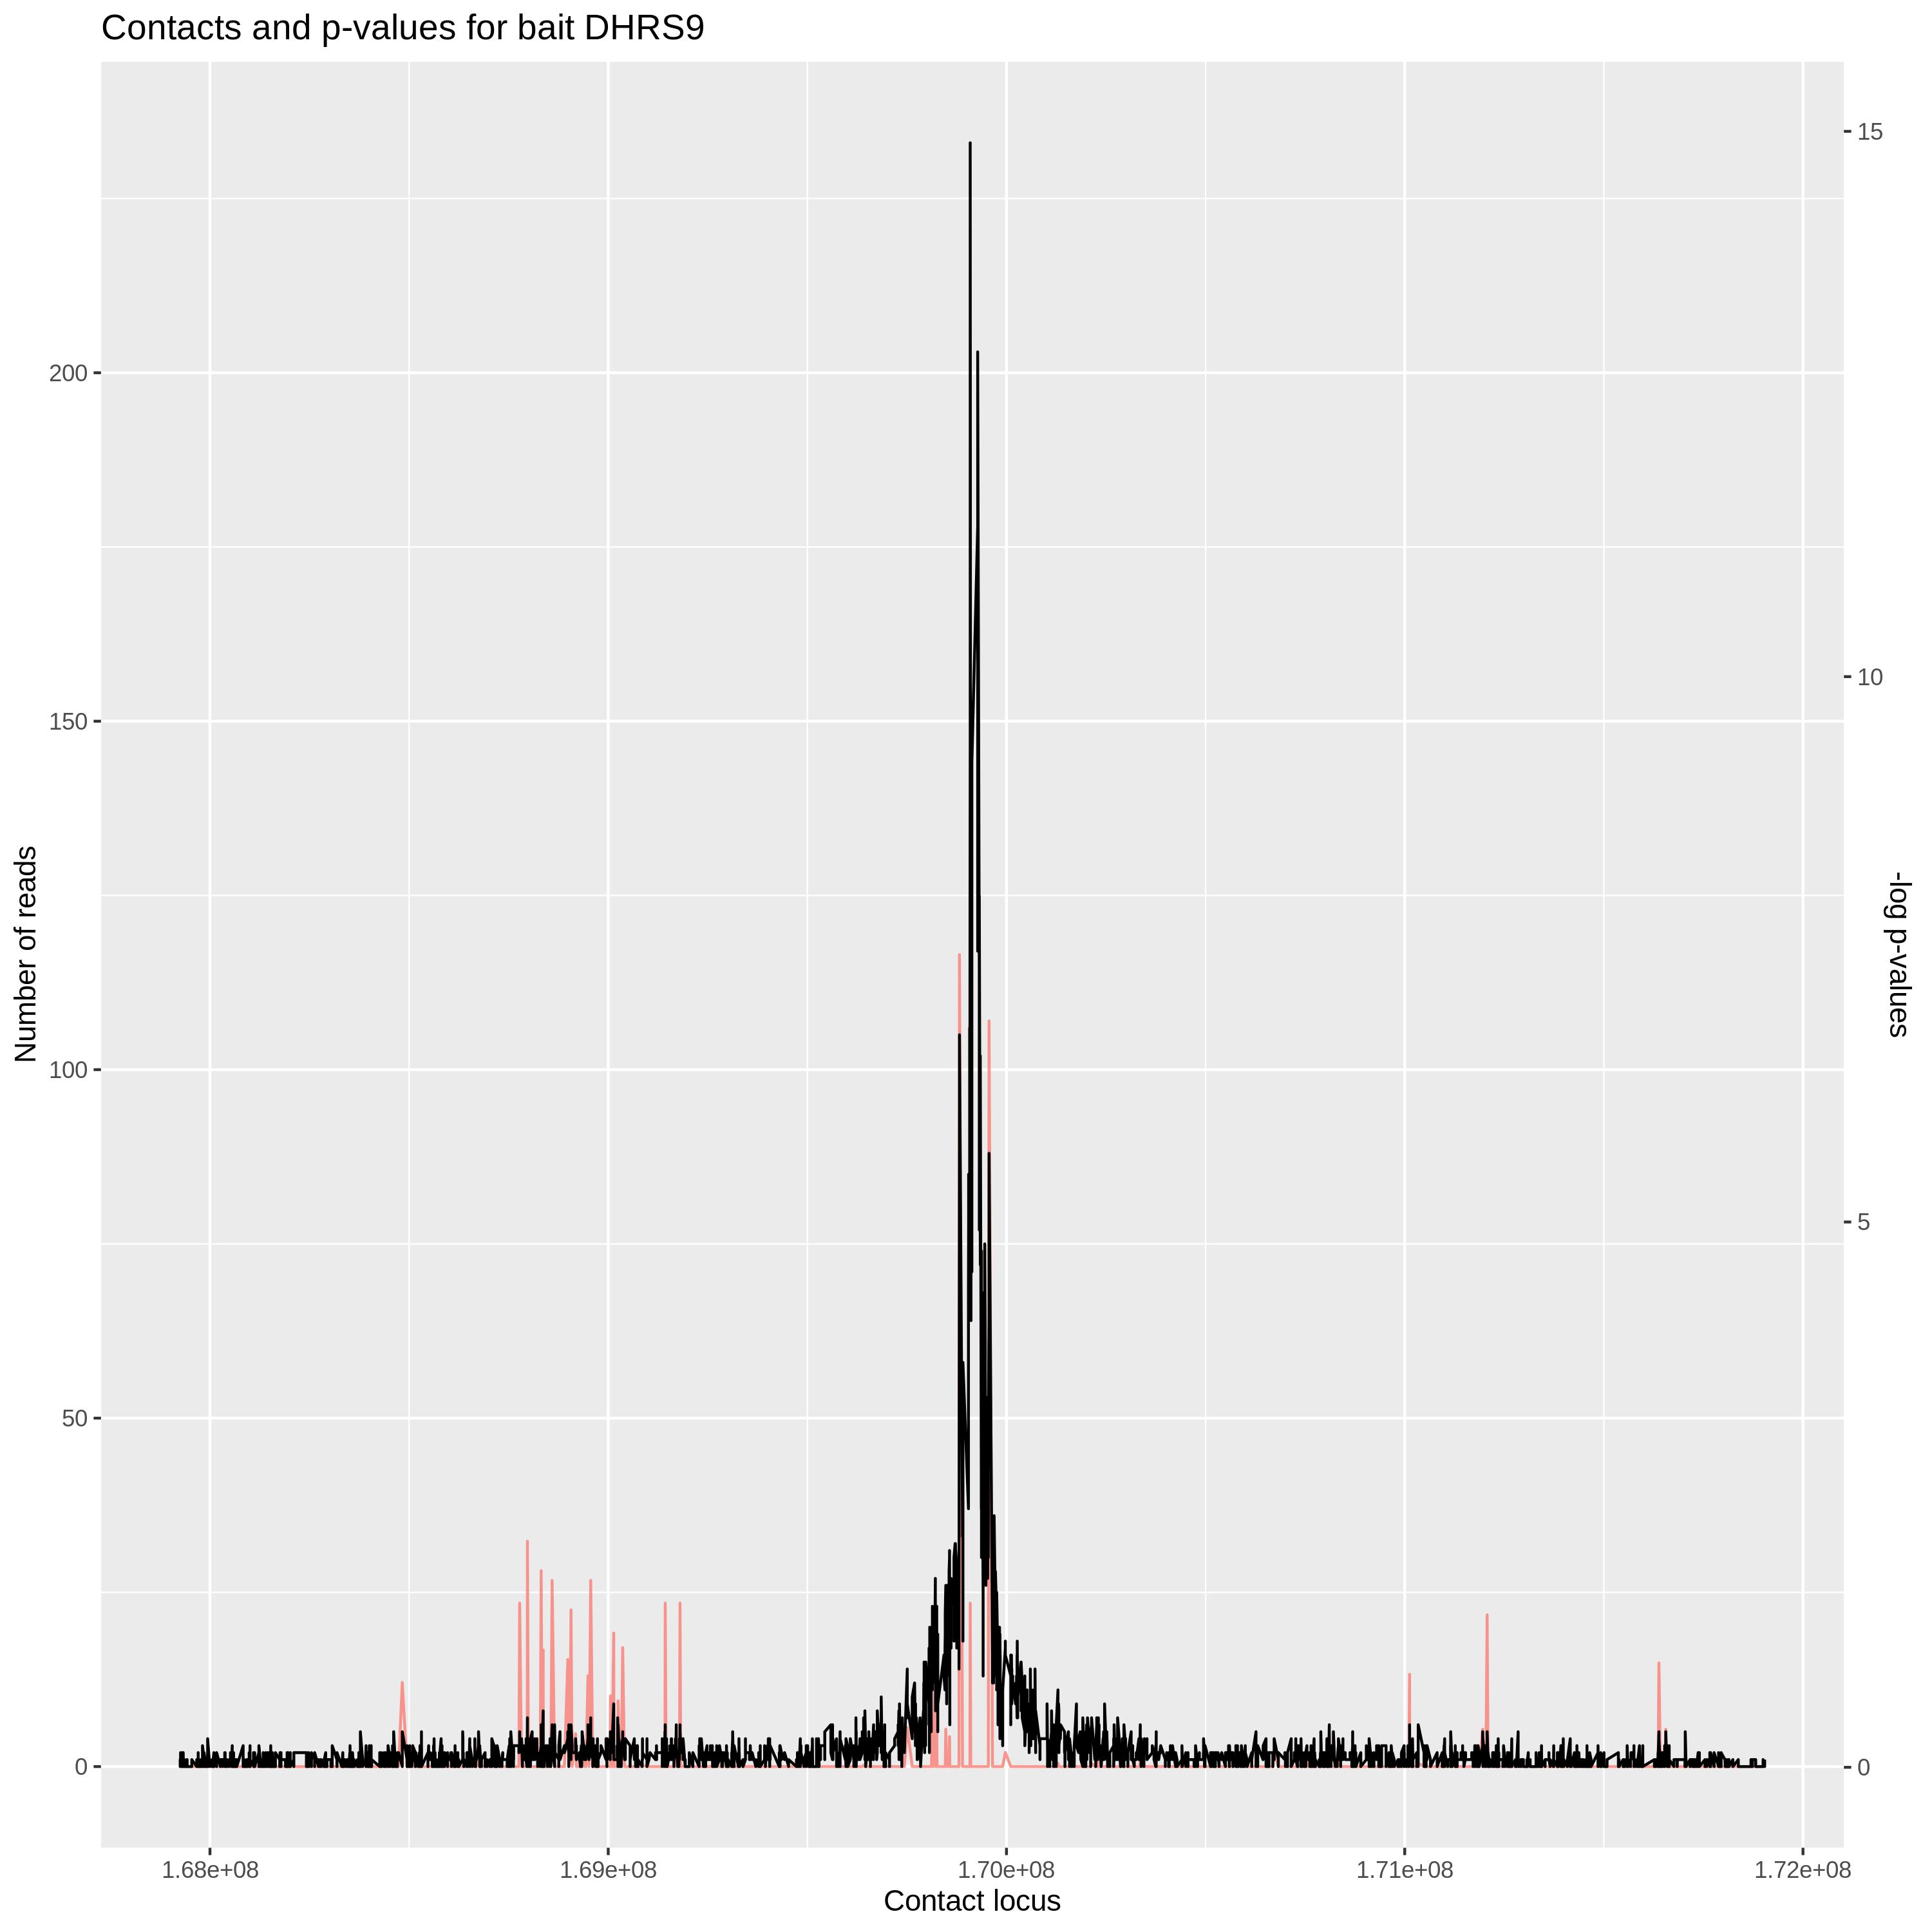 Contacts and p-values for bait DHRS9
Number of reads
200
150
100
50
0
15
10
5
0
-log p-values
1.68e+08
1.69e+08
1.70e+08
1.71e+08
1.72e+08
Contact locus